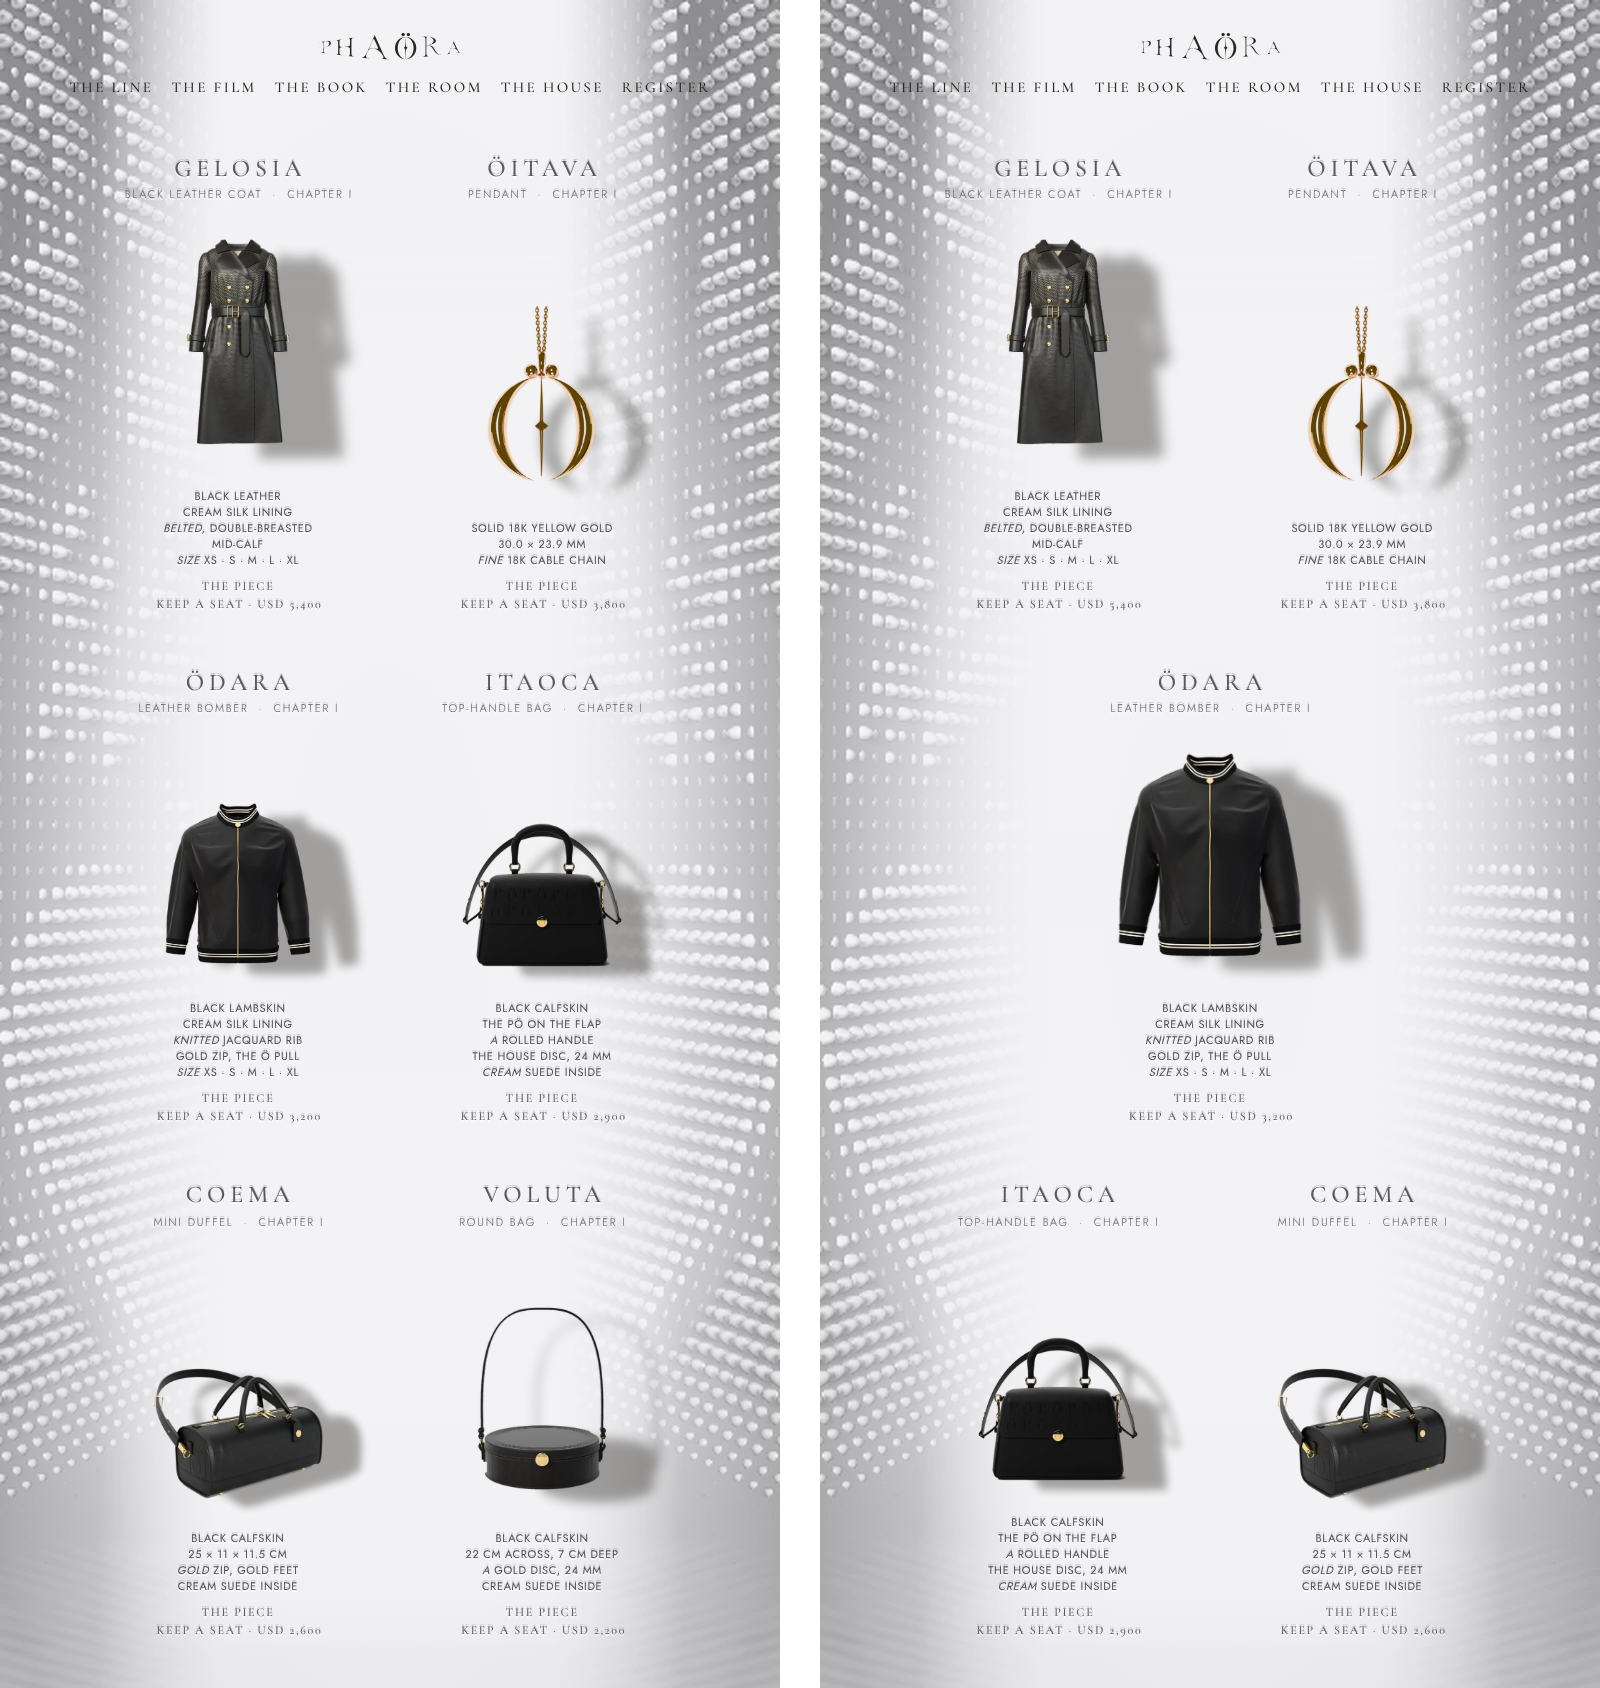 PHAÖRA
THE LINE THE FILM THE BOOK THE ROOM THE HOUSE REGISTER
GELOSIA
BLACK LEATHER COAT · CHAPTER I
ÖITAVA
PENDANT · CHAPTER I
BLACK LEATHER
CREAM SILK LINING
BELTED, DOUBLE-BREASTED
MID-CALF
SIZE XS · S · M · L · XL
THE PIECE
KEEP A SEAT · USD 5,400
SOLID 18K YELLOW GOLD
30.0 × 23.9 MM
FINE 18K CABLE CHAIN
THE PIECE
KEEP A SEAT · USD 3,800
ÖDARA
LEATHER BOMBER · CHAPTER I
ITAOCA
TOP-HANDLE BAG · CHAPTER I
BLACK LAMBSKIN
CREAM SILK LINING
KNITTED JACQUARD RIB
GOLD ZIP, THE Ö PULL
SIZE XS · S · M · L · XL
THE PIECE
KEEP A SEAT · USD 3,200
BLACK CALFSKIN
THE PÖ ON THE FLAP
A ROLLED HANDLE
THE HOUSE DISC, 24 MM
CREAM SUEDE INSIDE
THE PIECE
KEEP A SEAT · USD 2,900
COEMA
MINI DUFFEL · CHAPTER I
VOLUTA
ROUND BAG · CHAPTER I
BLACK CALFSKIN
25 × 11 × 11.5 CM
GOLD ZIP, GOLD FEET
CREAM SUEDE INSIDE
THE PIECE
KEEP A SEAT · USD 2,600
BLACK CALFSKIN
22 CM ACROSS, 7 CM DEEP
A GOLD DISC, 24 MM
CREAM SUEDE INSIDE
THE PIECE
KEEP A SEAT · USD 2,200
PHAÖRA
THE LINE THE FILM THE BOOK THE ROOM THE HOUSE REGISTER
GELOSIA
BLACK LEATHER COAT · CHAPTER I
ÖITAVA
PENDANT · CHAPTER I
BLACK LEATHER
CREAM SILK LINING
BELTED, DOUBLE-BREASTED
MID-CALF
SIZE XS · S · M · L · XL
THE PIECE
KEEP A SEAT · USD 5,400
SOLID 18K YELLOW GOLD
30.0 × 23.9 MM
FINE 18K CABLE CHAIN
THE PIECE
KEEP A SEAT · USD 3,800
ÖDARA
LEATHER BOMBER · CHAPTER I
BLACK LAMBSKIN
CREAM SILK LINING
KNITTED JACQUARD RIB
GOLD ZIP, THE Ö PULL
SIZE XS · S · M · L · XL
THE PIECE
KEEP A SEAT · USD 3,200
ITAOCA
TOP-HANDLE BAG · CHAPTER I
COEMA
MINI DUFFEL · CHAPTER I
BLACK CALFSKIN
THE PÖ ON THE FLAP
A ROLLED HANDLE
THE HOUSE DISC, 24 MM
CREAM SUEDE INSIDE
THE PIECE
KEEP A SEAT · USD 2,900
BLACK CALFSKIN
25 × 11 × 11.5 CM
GOLD ZIP, GOLD FEET
CREAM SUEDE INSIDE
THE PIECE
KEEP A SEAT · USD 2,600